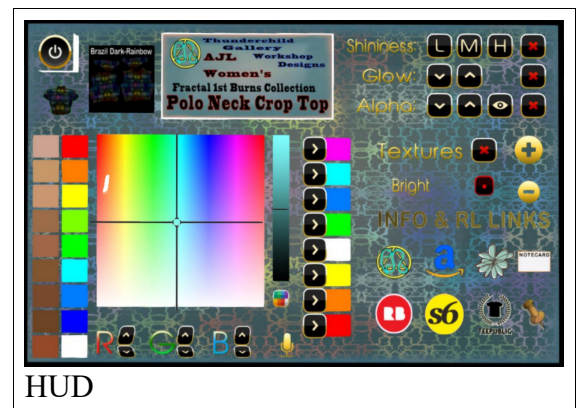 Brazil Dark-Rainbow
Thunderchild
Gallery
AJL Workshop
Designs
Women's
Fractal 1st Burns Collection
Polo Neck Crop Top
Shininess: L M H
Glow:
Alpha:
Textures
Bright
INFO & RL LINKS
a
NOTECARD
RB
s6
TEEPUBLIC
R G B
HUD